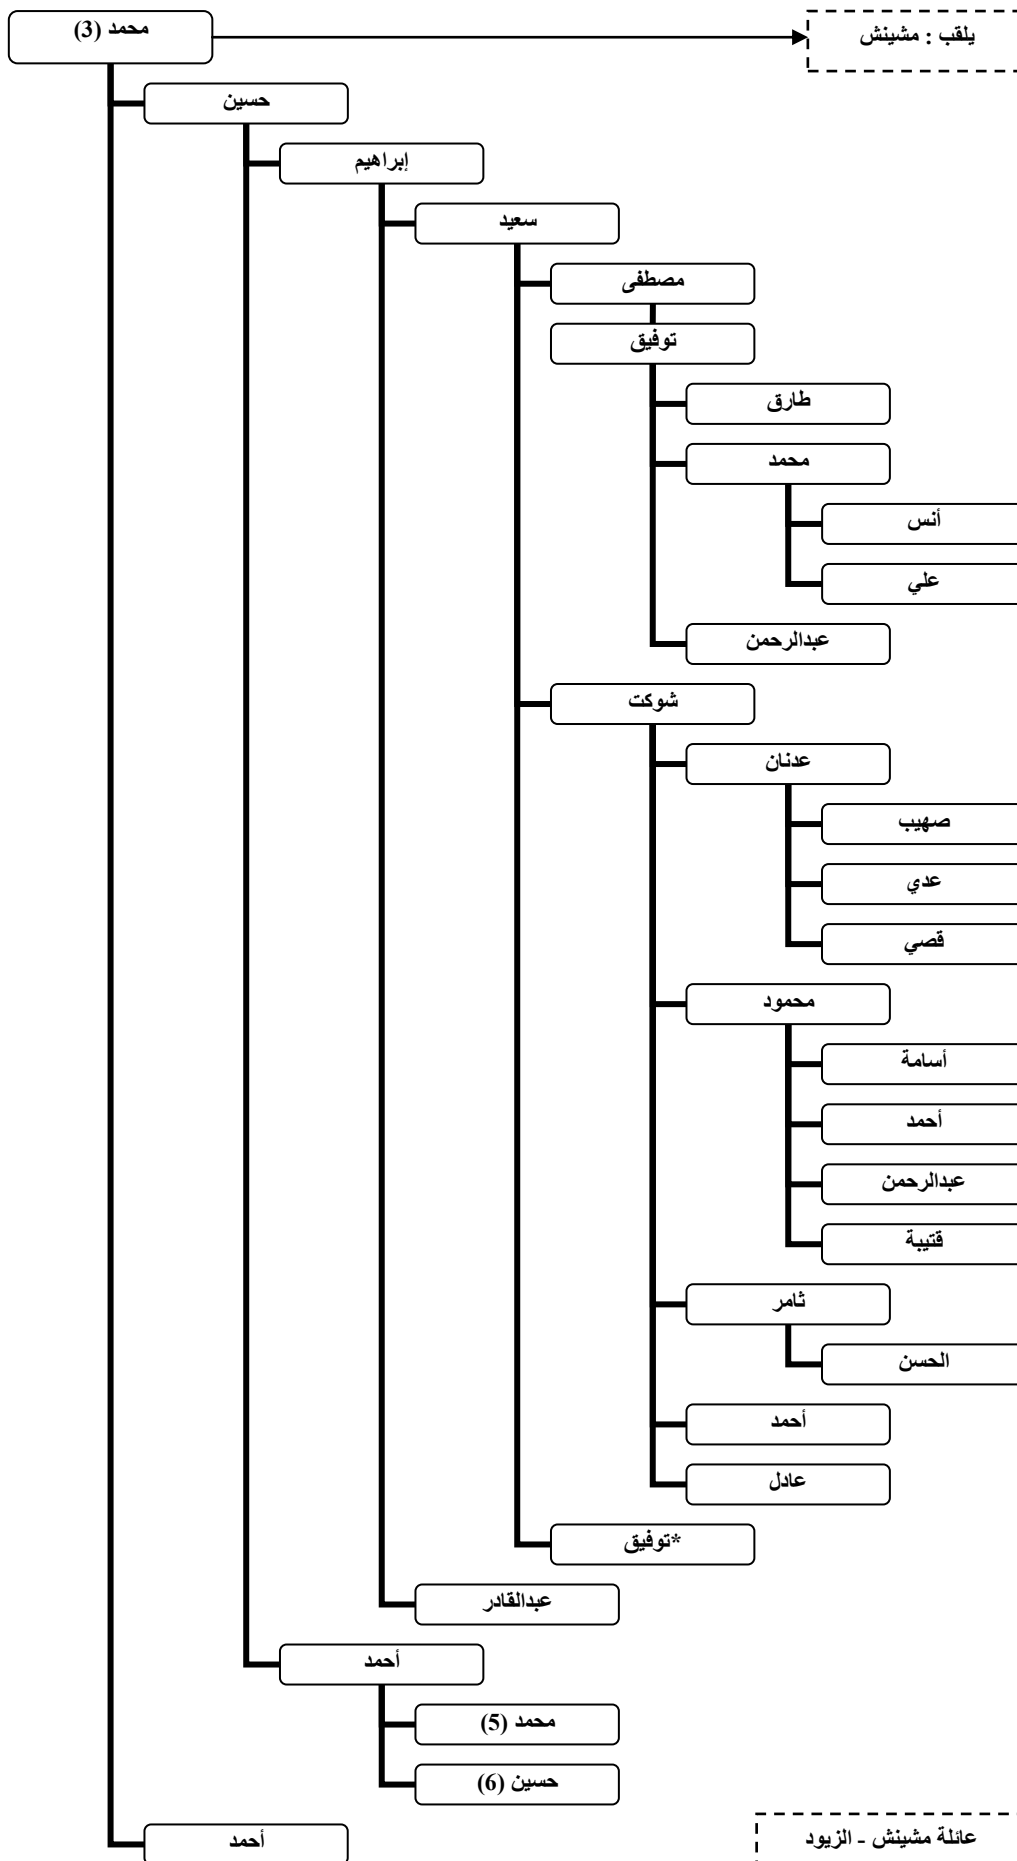 محمد (3)
يلقب : مشينش
حسين
إبراهيم
سعيد
مصطفى
توفيق
طارق
محمد
أنس
علي
عبدالرحمن
شوكت
عدنان
صهيب
عدي
قصي
محمود
أسامة
أحمد
عبدالرحمن
قتيبة
ثامر
الحسن
أحمد
عادل
توفيق*
عبدالقادر
أحمد
محمد (5)
حسين (6)
أحمد
عائلة مشينش - الزيود